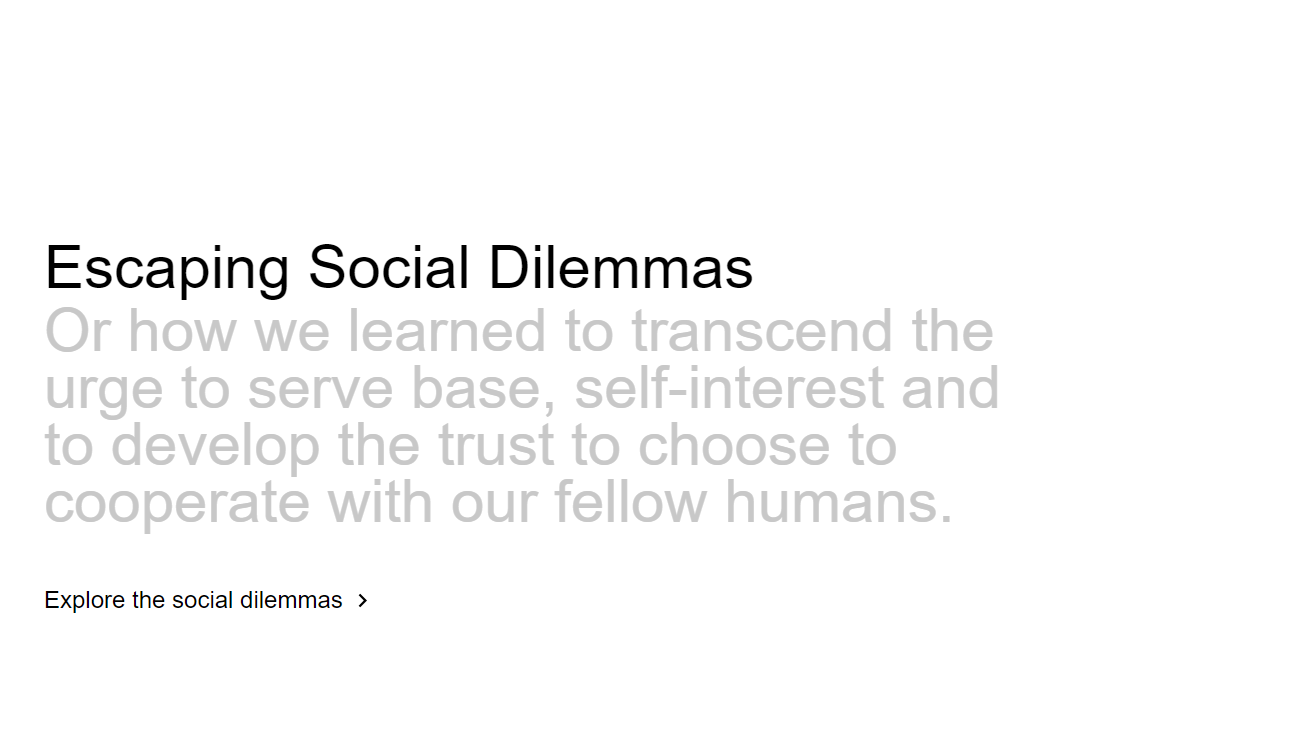 Escaping Social Dilemmas
Or how we learned to transcend the
urge to serve base, self-interest and
to develop the trust to choose to
cooperate with our fellow humans.
Explore the social dilemmas